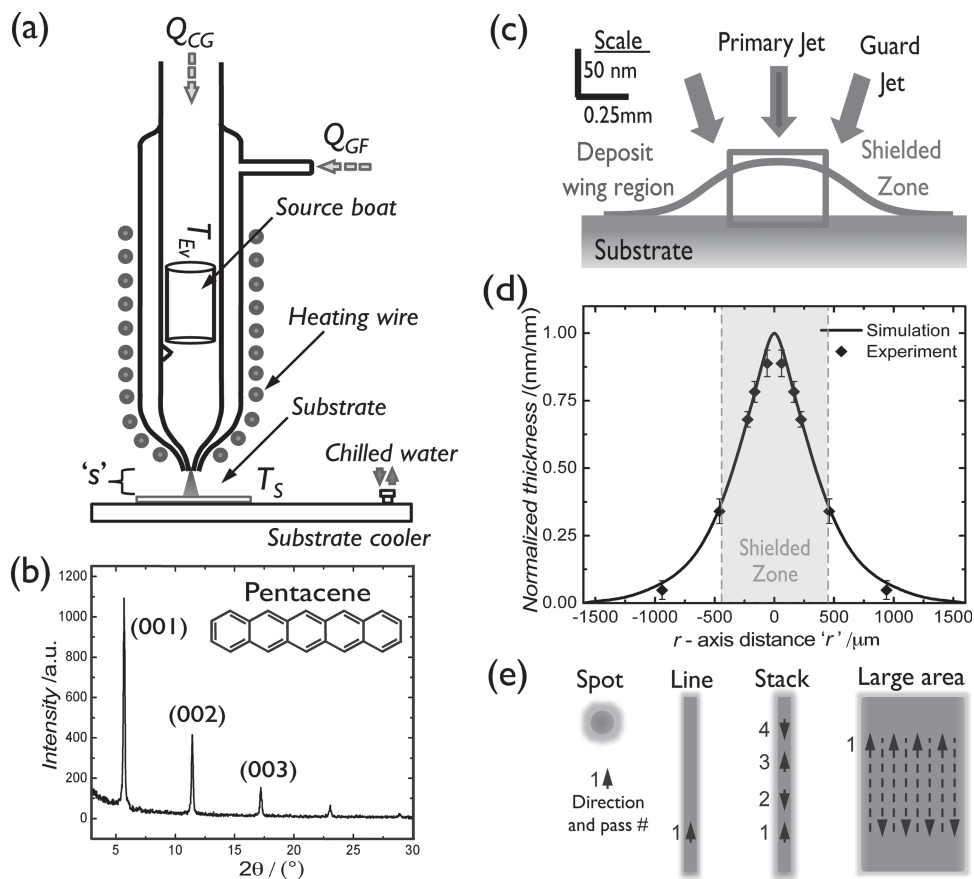 (a)
Q_CG
Q_GF
Source boat
T_Ev
Heating wire
Substrate
Chilled water
's'
T_S
Substrate cooler
(b)
1200
1000
800
600
400
200
0
Intensity /a.u.
Pentacene
(001)
(002)
(003)
5
10
15
20
25
30
2θ / (°)
(c)
Scale
50 nm
0.25mm
Primary Jet
Guard
Jet
Deposit
wing region
Shielded
Zone
Substrate
(d)
Normalized thickness /(nm/nm)
1.00
0.75
0.50
0.25
0.00
Simulation
Experiment
Shielded
Zone
-1500
-1000
-500
0
500
1000
1500
r - axis distance 'r' /μm
(e)
Spot
Line
Stack
Large area
1
Direction
and pass #
1
4
3
2
1
1